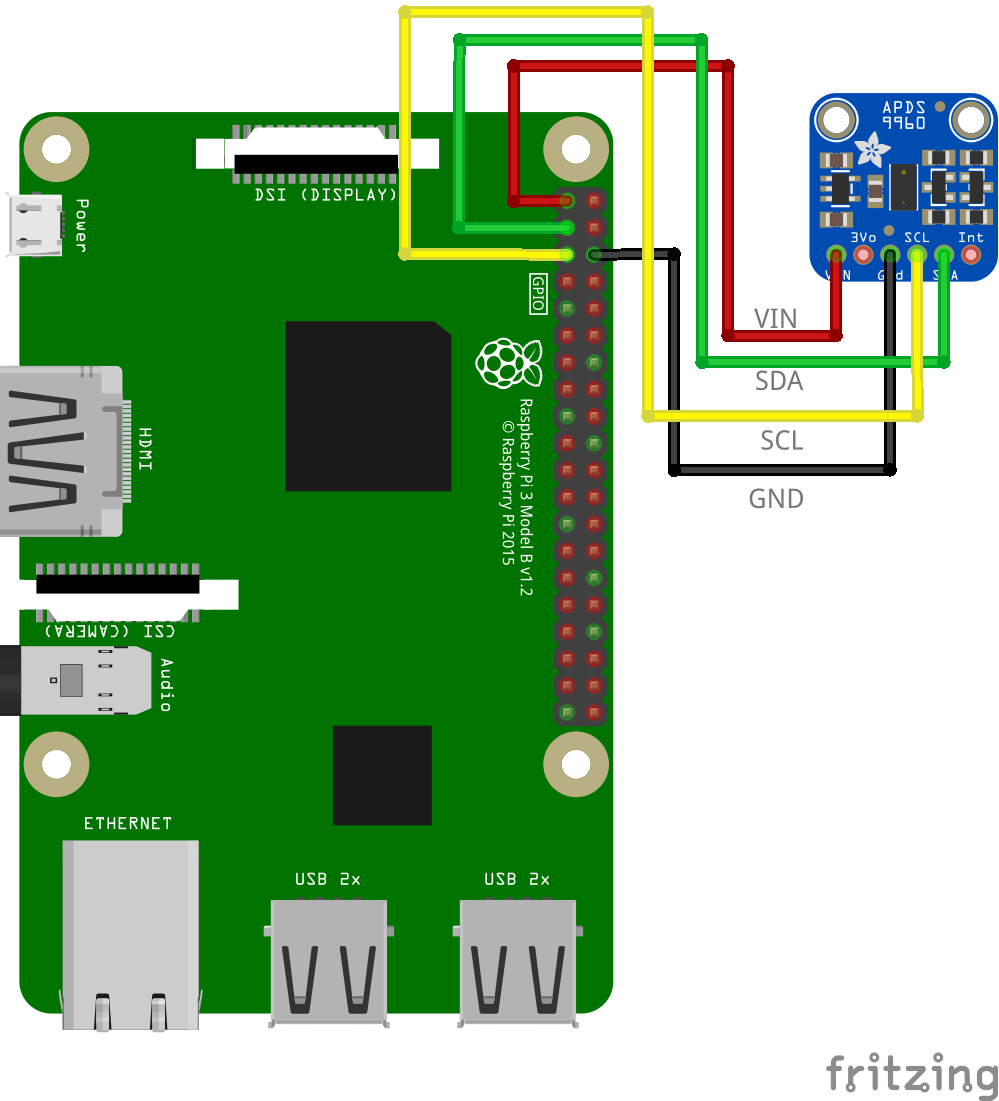 APDS
9960
3Vo SCL Int
VIN Gnd SDA
DSI (DISPLAY)
Power
GPIO
VIN
SDA
SCL
GND
HDMI
Raspberry Pi 3 Model B v1.2
© Raspberry Pi 2015
CSI (CAMERA)
Audio
ETHERNET
USB 2x
USB 2x
fritzing